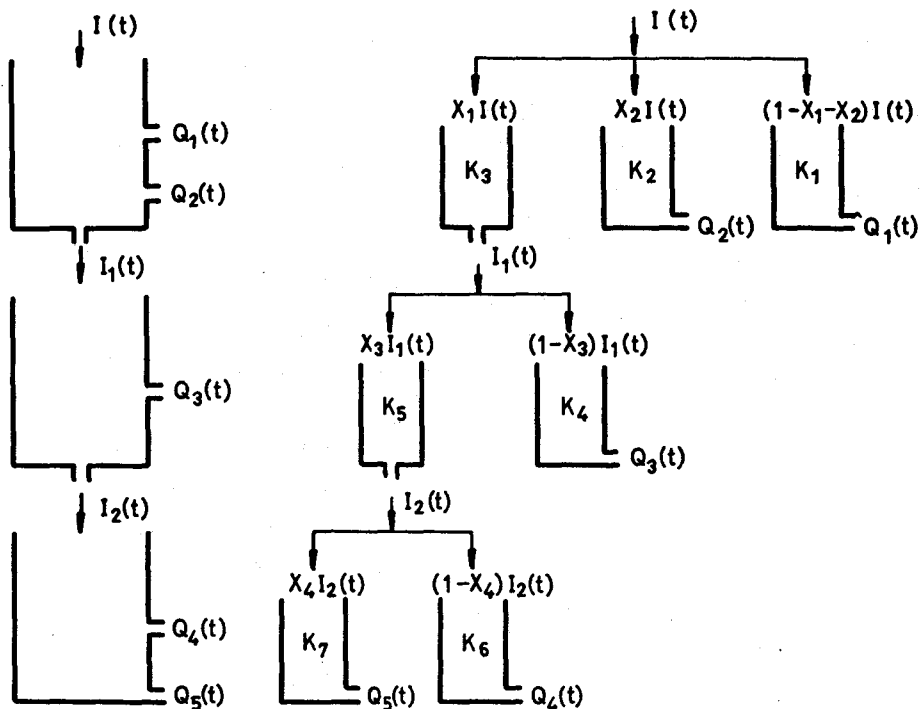 I(t)
Q₁(t)
Q₂(t)
I₁(t)
Q₃(t)
I₂(t)
Q₄(t)
Q₅(t)
I(t)
X₁I(t) X₂I(t) (1-X₁-X₂)I(t)
K₃ K₂ K₁
Q₂(t) Q₁(t)
I₁(t)
X₃I₁(t) (1-X₃)I₁(t)
K₅ K₄
Q₃(t)
I₂(t)
X₄I₂(t) (1-X₄)I₂(t)
K₇ K₆
Q₅(t) Q₄(t)